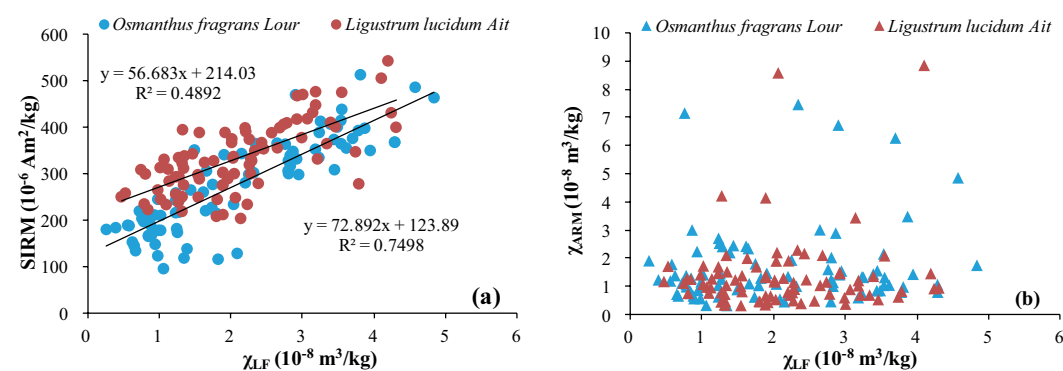 Osmanthus fragrans Lour
Ligustrum lucidum Ait
(a)
600
500
400
300
200
100
0
SIRM (10⁻⁶ Am²/kg)
y = 56.683x + 214.03
R² = 0.4892
y = 72.892x + 123.89
R² = 0.7498
(a)
0 1 2 3 4 5 6
χLF (10⁻⁸ m³/kg)
(b)
Osmanthus fragrans Lour
Ligustrum lucidum Ait
10
9
8
7
6
5
4
3
2
1
0
χARM (10⁻⁸ m³/kg)
(b)
0 1 2 3 4 5 6
χLF (10⁻⁸ m³/kg)